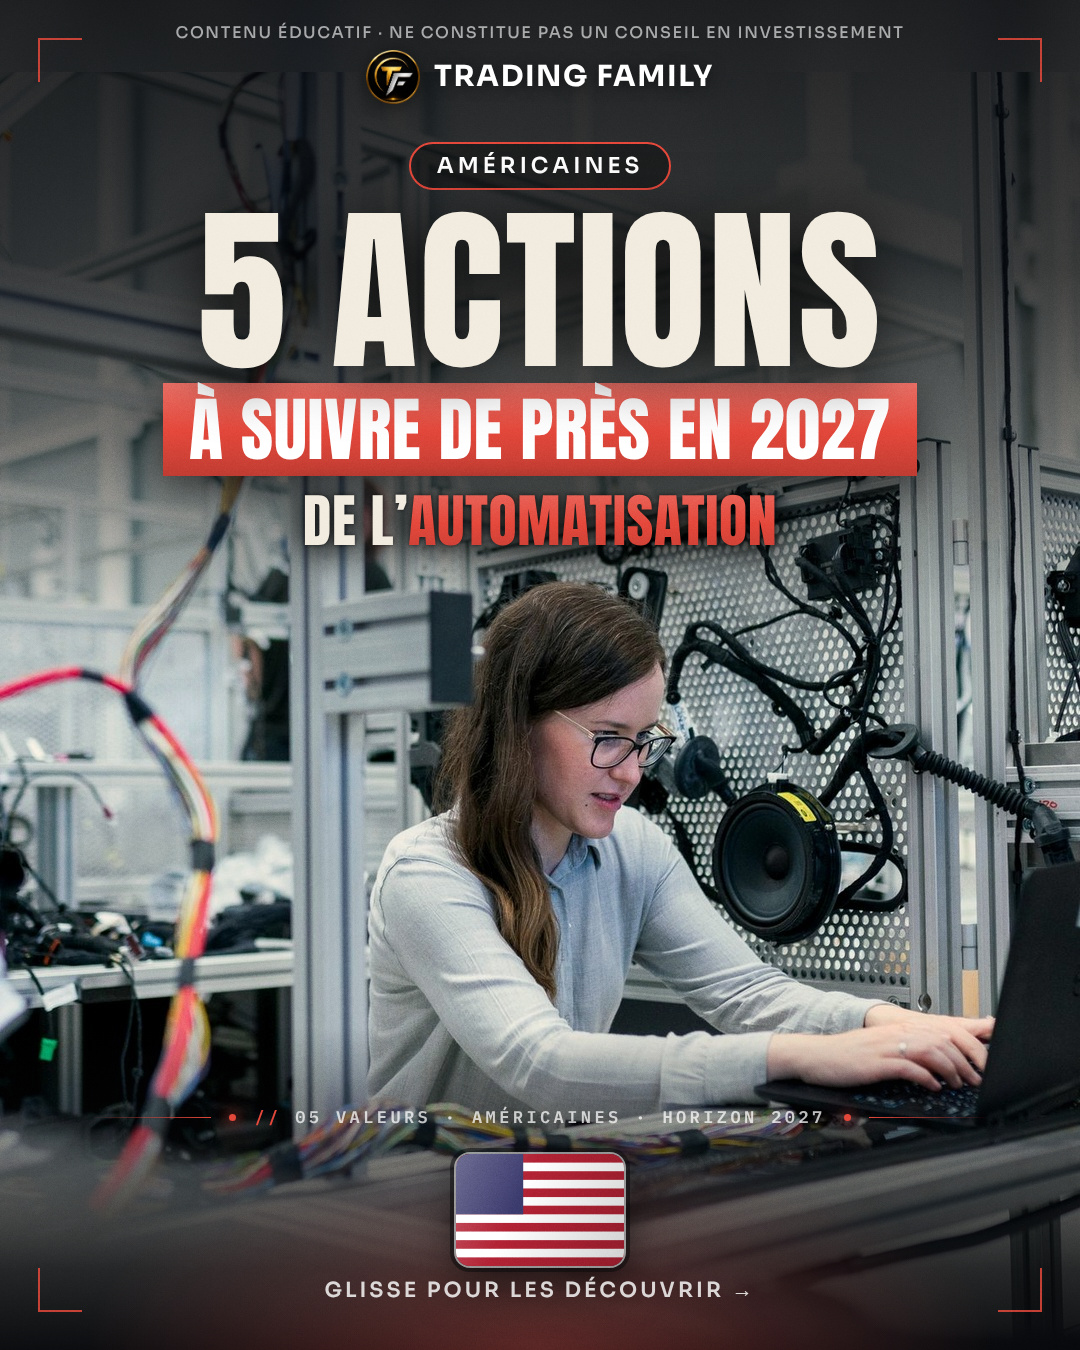 CONTENU ÉDUCATIF · NE CONSTITUE PAS UN CONSEIL EN INVESTISSEMENT
TF TRADING FAMILY
AMÉRICAINES
5 ACTIONS
À SUIVRE DE PRÈS EN 2027
DE L’AUTOMATISATION
// 05 VALEURS · AMÉRICAINES · HORIZON 2027
GLISSE POUR LES DÉCOUVRIR →